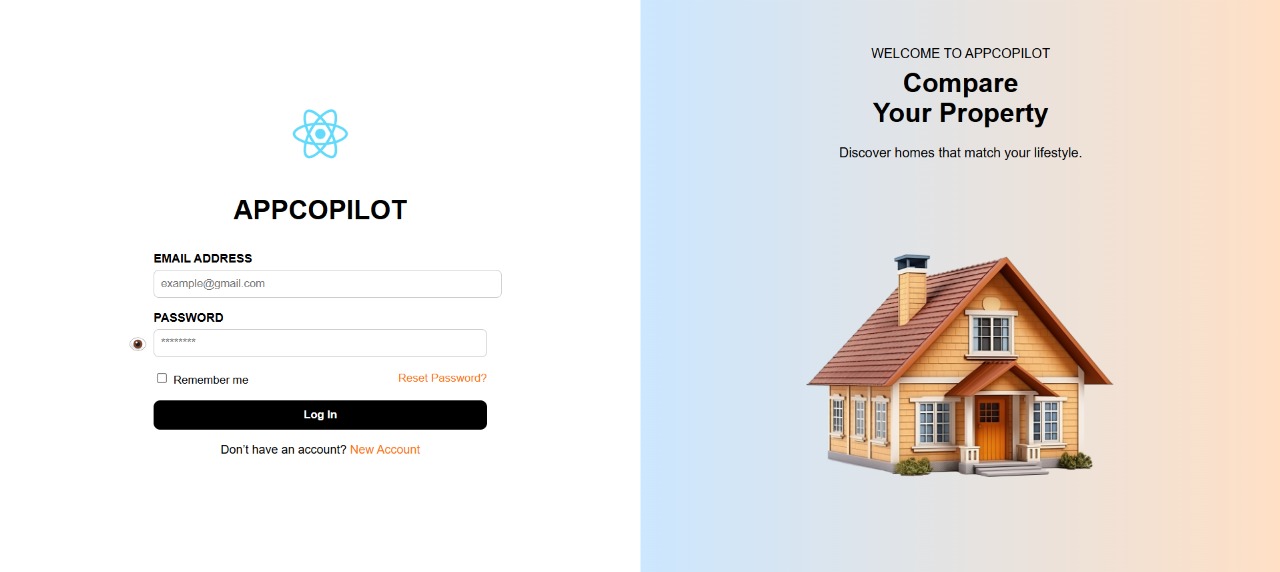 APPCOPILOT
EMAIL ADDRESS
example@gmail.com
PASSWORD
********
Remember me
Reset Password?
Log In
Don't have an account? New Account
WELCOME TO APPCOPILOT
Compare
Your Property
Discover homes that match your lifestyle.